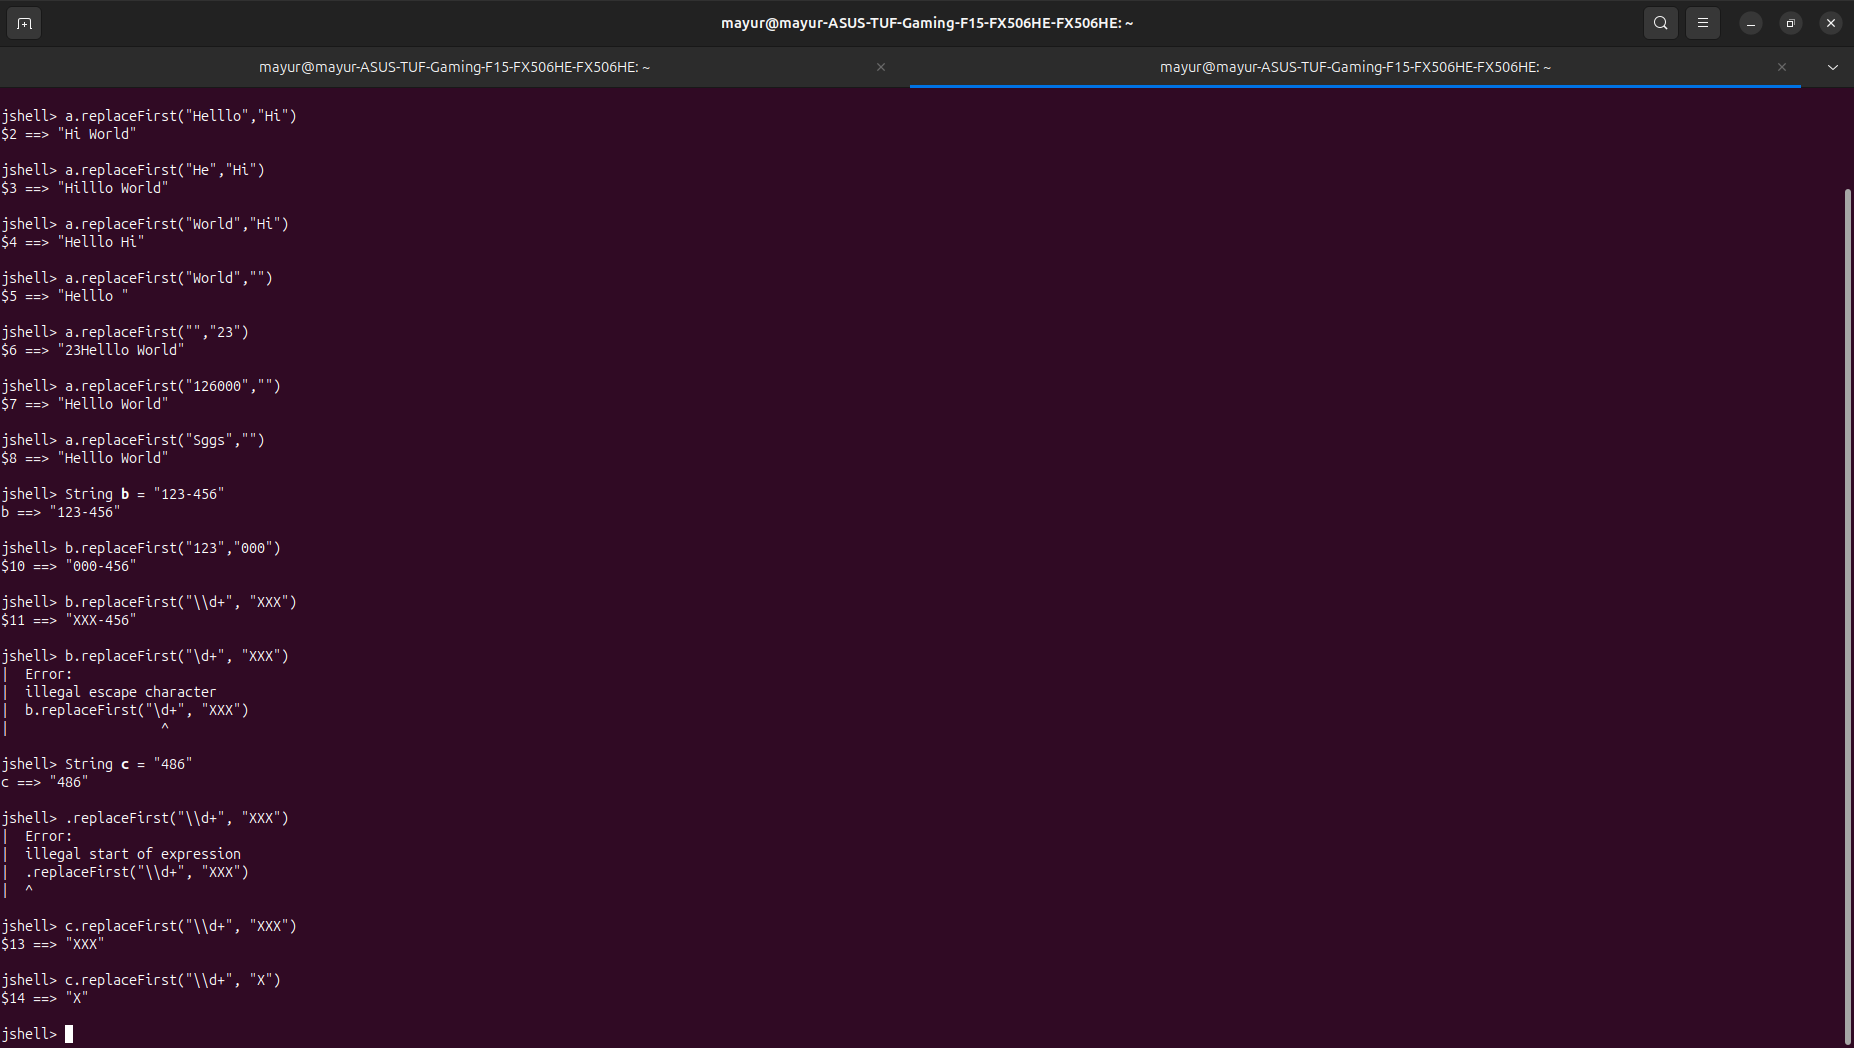 mayur@mayur-ASUS-TUF-Gaming-F15-FX506HE-FX506HE: ~
mayur@mayur-ASUS-TUF-Gaming-F15-FX506HE-FX506HE: ~
mayur@mayur-ASUS-TUF-Gaming-F15-FX506HE-FX506HE: ~
jshell> a.replaceFirst("Helllo","Hi")
$2 ==> "Hi World"
jshell> a.replaceFirst("He","Hi")
$3 ==> "Hilllo World"
jshell> a.replaceFirst("World","Hi")
$4 ==> "Helllo Hi"
jshell> a.replaceFirst("World","")
$5 ==> "Helllo "
jshell> a.replaceFirst("","23")
$6 ==> "23Helllo World"
jshell> a.replaceFirst("126000","")
$7 ==> "Helllo World"
jshell> a.replaceFirst("Sggs","")
$8 ==> "Helllo World"
jshell> String b = "123-456"
b ==> "123-456"
jshell> b.replaceFirst("123","000")
$10 ==> "000-456"
jshell> b.replaceFirst("\\d+", "XXX")
$11 ==> "XXX-456"
jshell> b.replaceFirst("\d+", "XXX")
|  Error:
|  illegal escape character
|  b.replaceFirst("\d+", "XXX")
|                   ^
jshell> String c = "486"
c ==> "486"
jshell> .replaceFirst("\\d+", "XXX")
|  Error:
|  illegal start of expression
|  .replaceFirst("\\d+", "XXX")
|  ^
jshell> c.replaceFirst("\\d+", "XXX")
$13 ==> "XXX"
jshell> c.replaceFirst("\\d+", "X")
$14 ==> "X"
jshell>